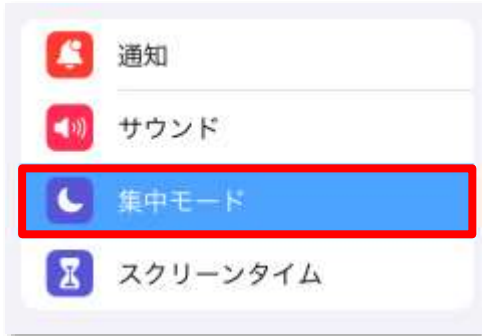 通知
サウンド
集中モード
スクリーンタイム